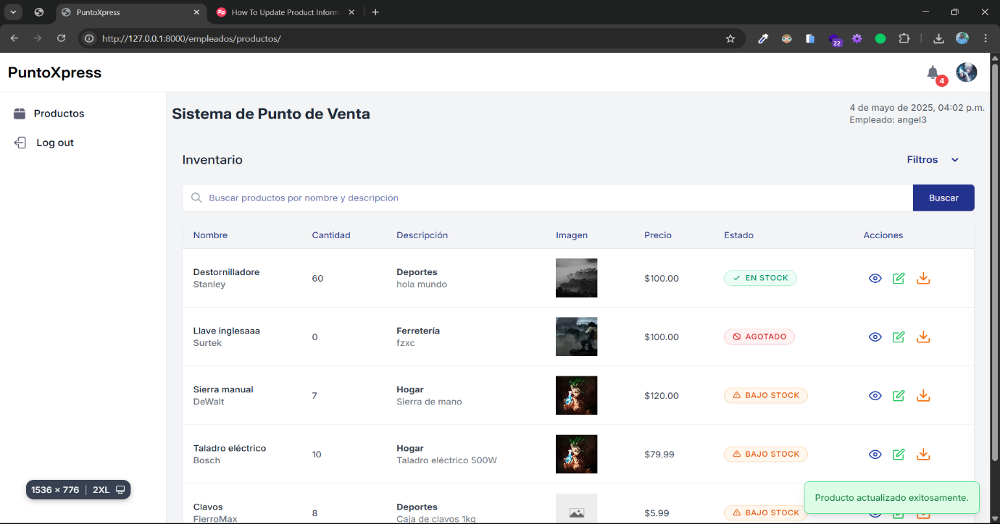 PuntoXpress
How To Update Product Inform
http://127.0.0.1:8000/empleados/productos/
22
PuntoXpress
4
Productos
Log out
Sistema de Punto de Venta
4 de mayo de 2025, 04:02 p.m.
Empleado: angel3
Inventario
Filtros
Buscar productos por nombre y descripción
Buscar
Nombre Cantidad Descripción Imagen Precio Estado Acciones
Destornillador​e
Stanley
60
Deportes
hola mundo
$100.00
EN STOCK
Llave inglesaaa
Surtek
0
Ferretería
fzxc
$100.00
AGOTADO
Sierra manual
DeWalt
7
Hogar
Sierra de mano
$120.00
BAJO STOCK
Taladro eléctrico
Bosch
10
Hogar
Taladro eléctrico 500W
$79.99
BAJO STOCK
Clavos
FierroMax
8
Deportes
Caja de clavos 1kg
$5.99
BAJO STOCK
1536 × 776 | 2XL
Producto actualizado exitosamente.